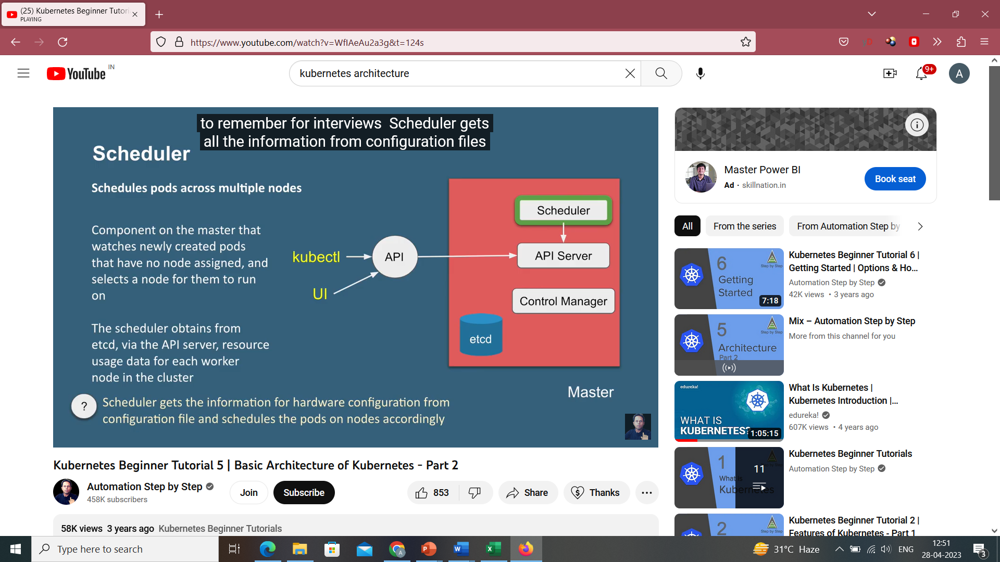 (25) Kubernetes Beginner Tutori
PLAYING
https://www.youtube.com/watch?v=WfIAeAu2a3g&t=124s
YouTube IN
kubernetes architecture
9+
A
to remember for interviews Scheduler gets
all the information from configuration files
Scheduler
Schedules pods across multiple nodes
Component on the master that
watches newly created pods
that have no node assigned, and
selects a node for them to run
on
The scheduler obtains from
etcd, via the API server, resource
usage data for each worker
node in the cluster
? Scheduler gets the information for hardware configuration from
configuration file and schedules the pods on nodes accordingly
kubectl
UI
API
Scheduler
API Server
Control Manager
etcd
Master
Kubernetes Beginner Tutorial 5 | Basic Architecture of Kubernetes - Part 2
Automation Step by Step
458K subscribers
Join
Subscribe
853
Share
Thanks
58K views 3 years ago Kubernetes Beginner Tutorials
Master Power BI
Ad · skillnation.in
Book seat
All
From the series
From Automation Step by
6
Getting
Started
Step by Step
7:18
Kubernetes Beginner Tutorial 6 |
Getting Started | Options & Ho...
Automation Step by Step
42K views • 3 years ago
5
Architecture
Part 2
Step by Step
Mix – Automation Step by Step
More from this channel for you
edureka!
WHAT IS
KUBERNETES?
1:05:15
What Is Kubernetes |
Kubernetes Introduction |...
edureka!
607K views • 4 years ago
1
What is
Kubernetes
11
Kubernetes Beginner Tutorials
Automation Step by Step
2
Step by Step
Kubernetes Beginner Tutorial 2 |
Features of Kubernetes - Part 1
Type here to search
31°C Haze
ENG
12:51
28-04-2023
3